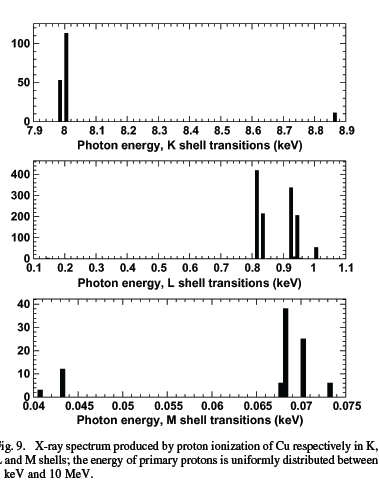 100
50
0
7.9 8 8.1 8.2 8.3 8.4 8.5 8.6 8.7 8.8 8.9
Photon energy, K shell transitions (keV)
400
300
200
100
0
0.1 0.2 0.3 0.4 0.5 0.6 0.7 0.8 0.9 1 1.1
Photon energy, L shell transitions (keV)
40
30
20
10
0
0.04 0.045 0.05 0.055 0.06 0.065 0.07 0.075
Photon energy, M shell transitions (keV)
ig. 9. X-ray spectrum produced by proton ionization of Cu respectively in K,
and M shells; the energy of primary protons is uniformly distributed between
keV and 10 MeV.